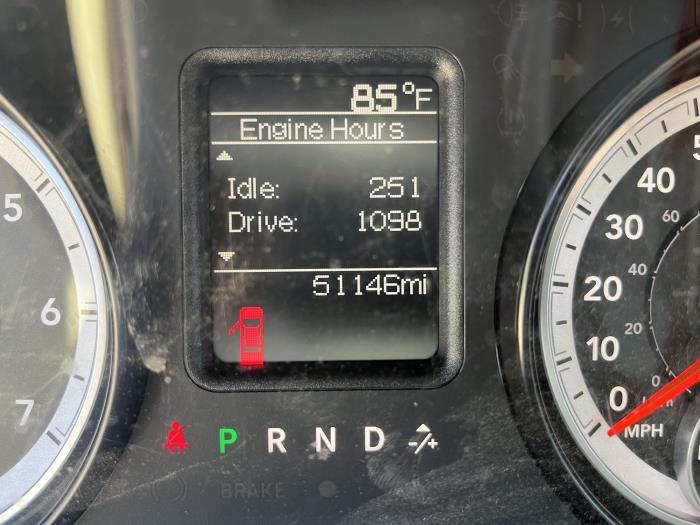 85°F
Engine Hours
Idle: 251
Drive: 1098
51146mi
5
6
7
40
30
20
10
0
MPH
60
40
20
0
P R N D -/+
BRAKE